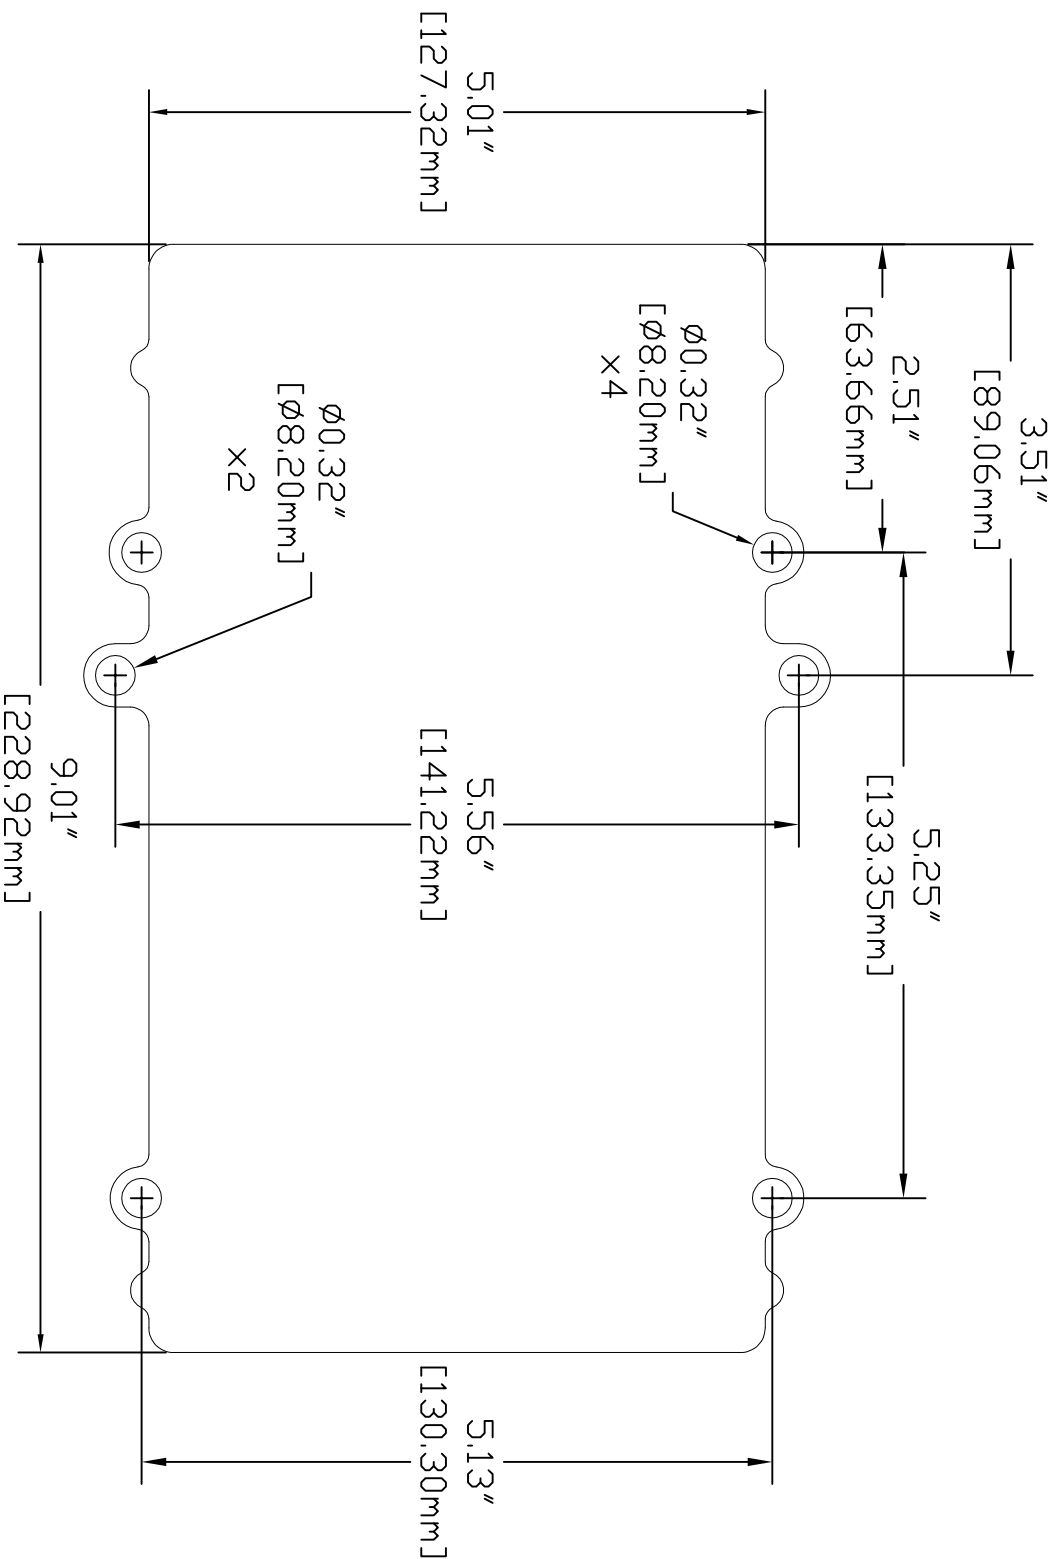 3.51"
[89.06mm]
2.51"
[63.66mm]
5.25"
[133.35mm]
Ø0.32"
[Ø8.20mm]
x4
5.01"
[127.32mm]
5.56"
[141.22mm]
5.13"
[130.30mm]
Ø0.32"
[Ø8.20mm]
x2
9.01"
[228.92mm]